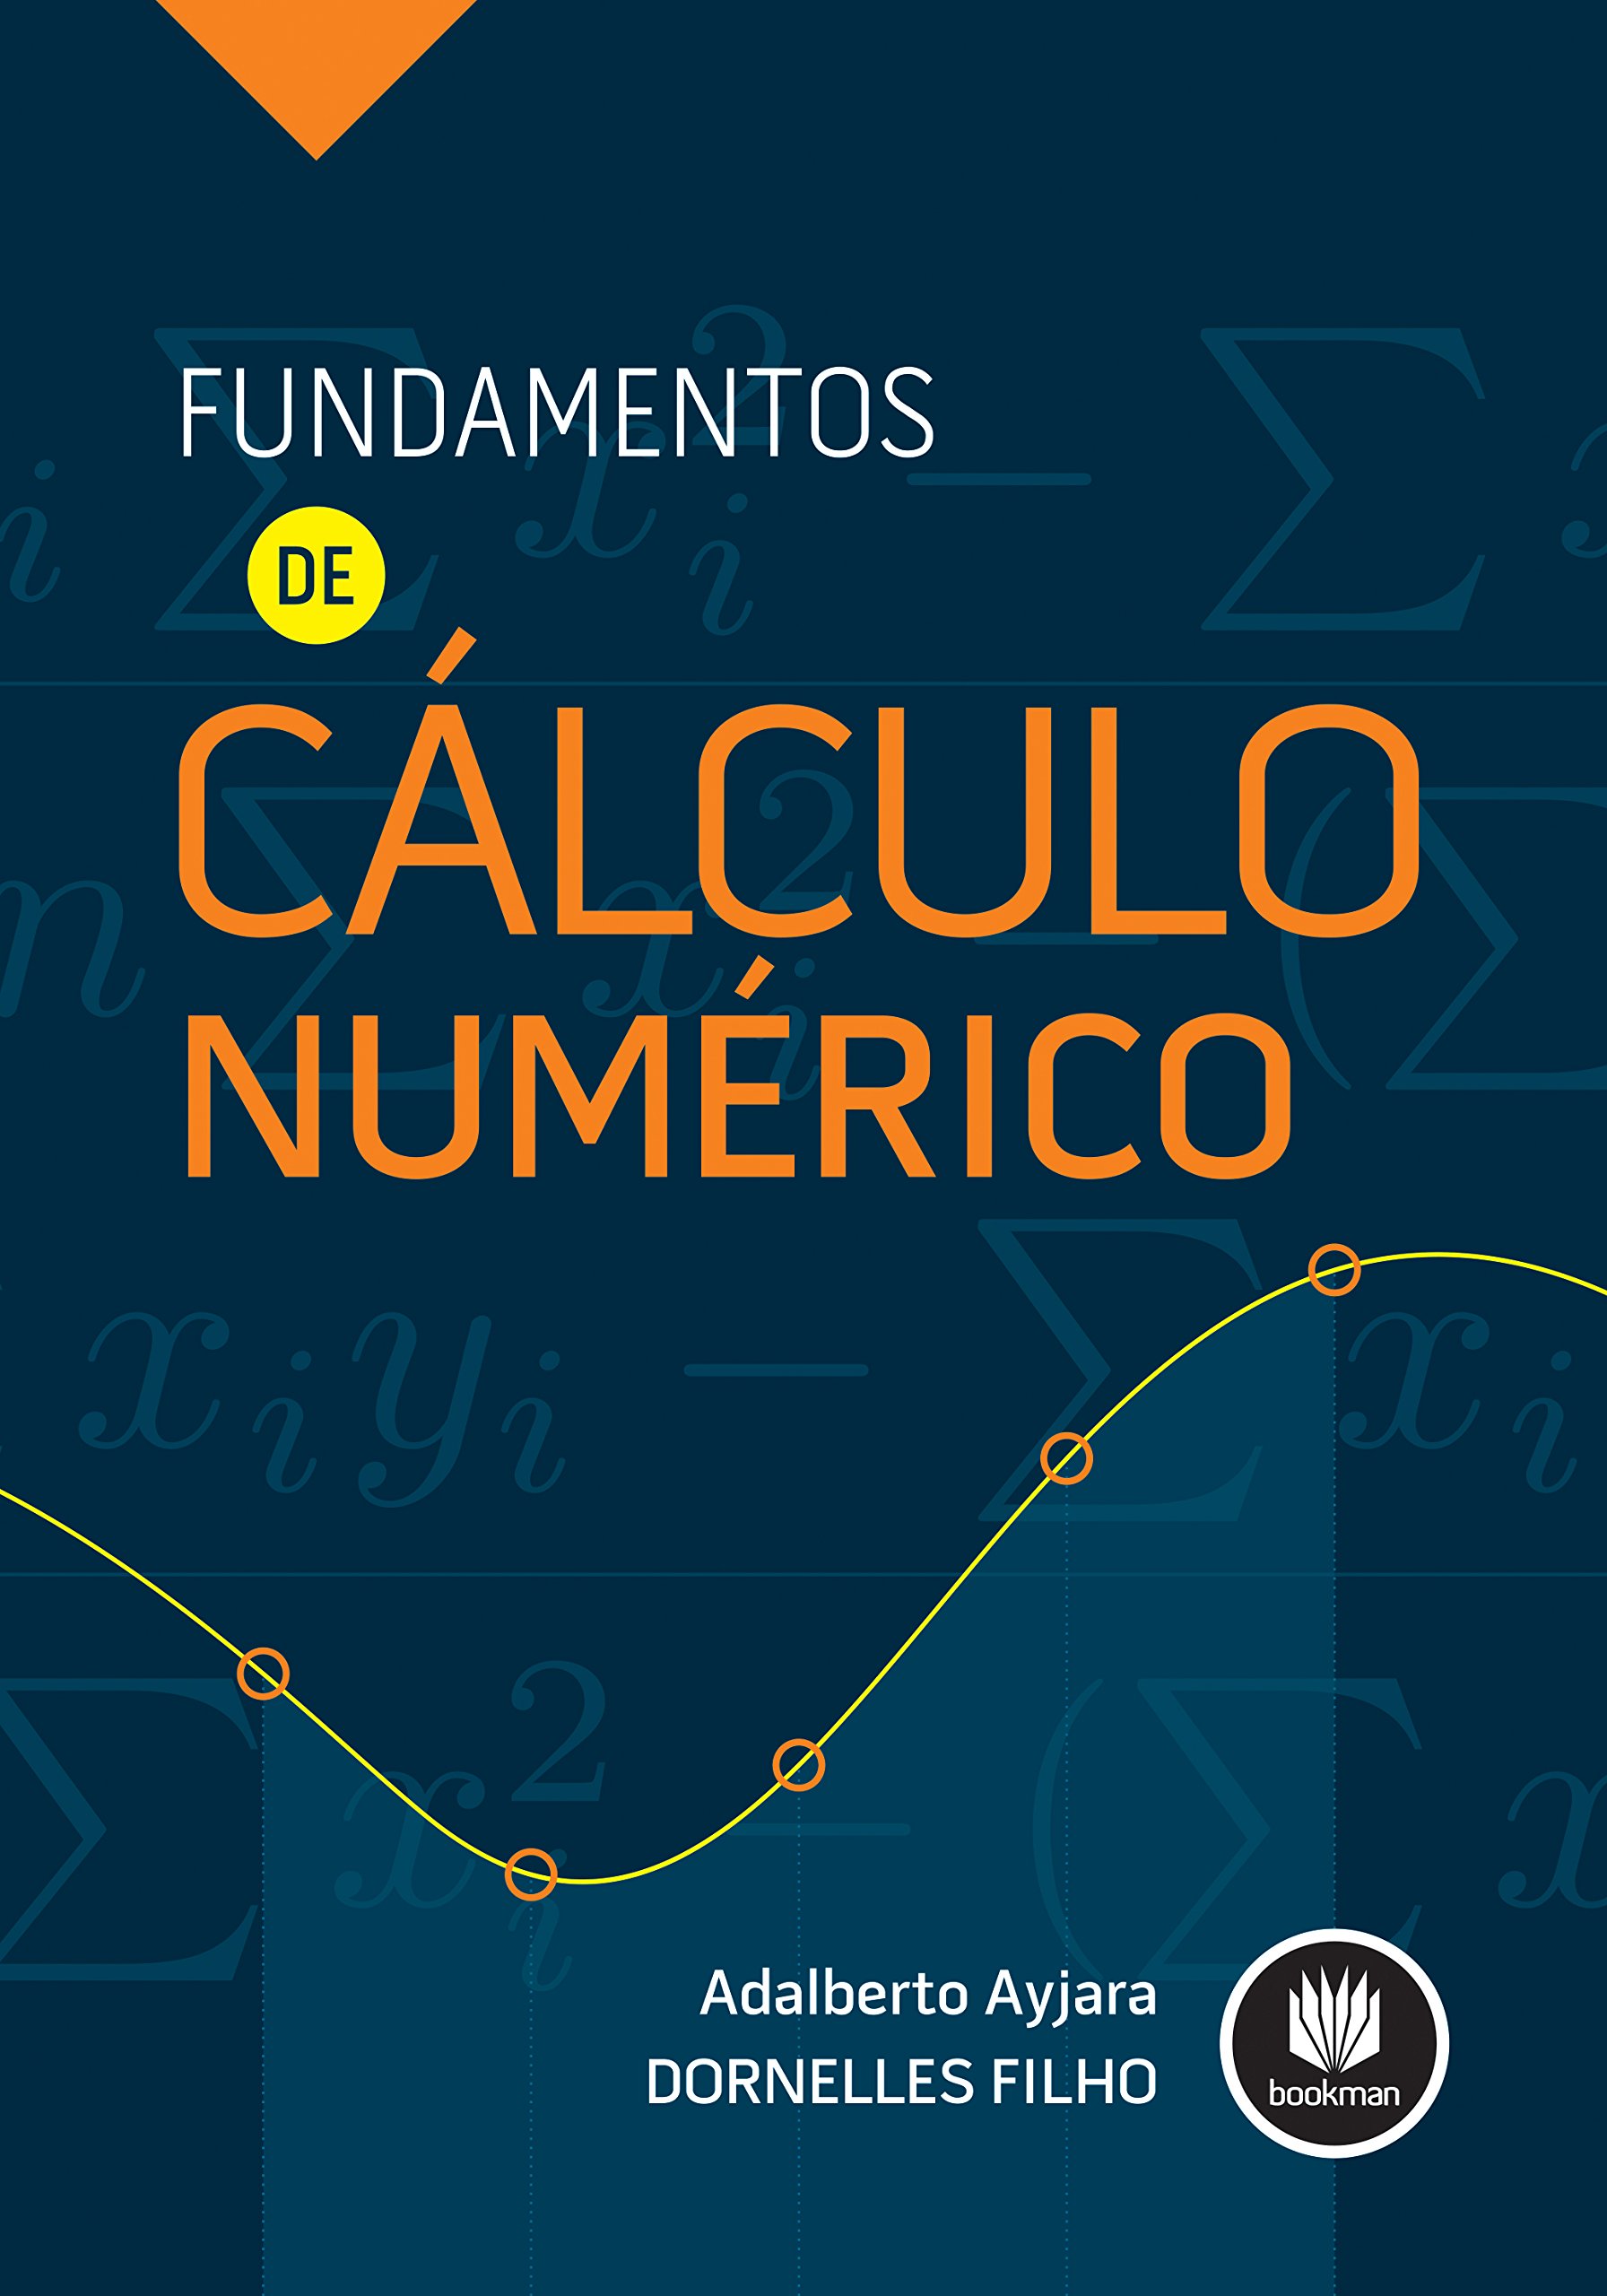 FUNDAMENTOS
DE
CÁLCULO
NUMÉRICO
Adalberto Ayjara
DORNELLES FILHO
bookman